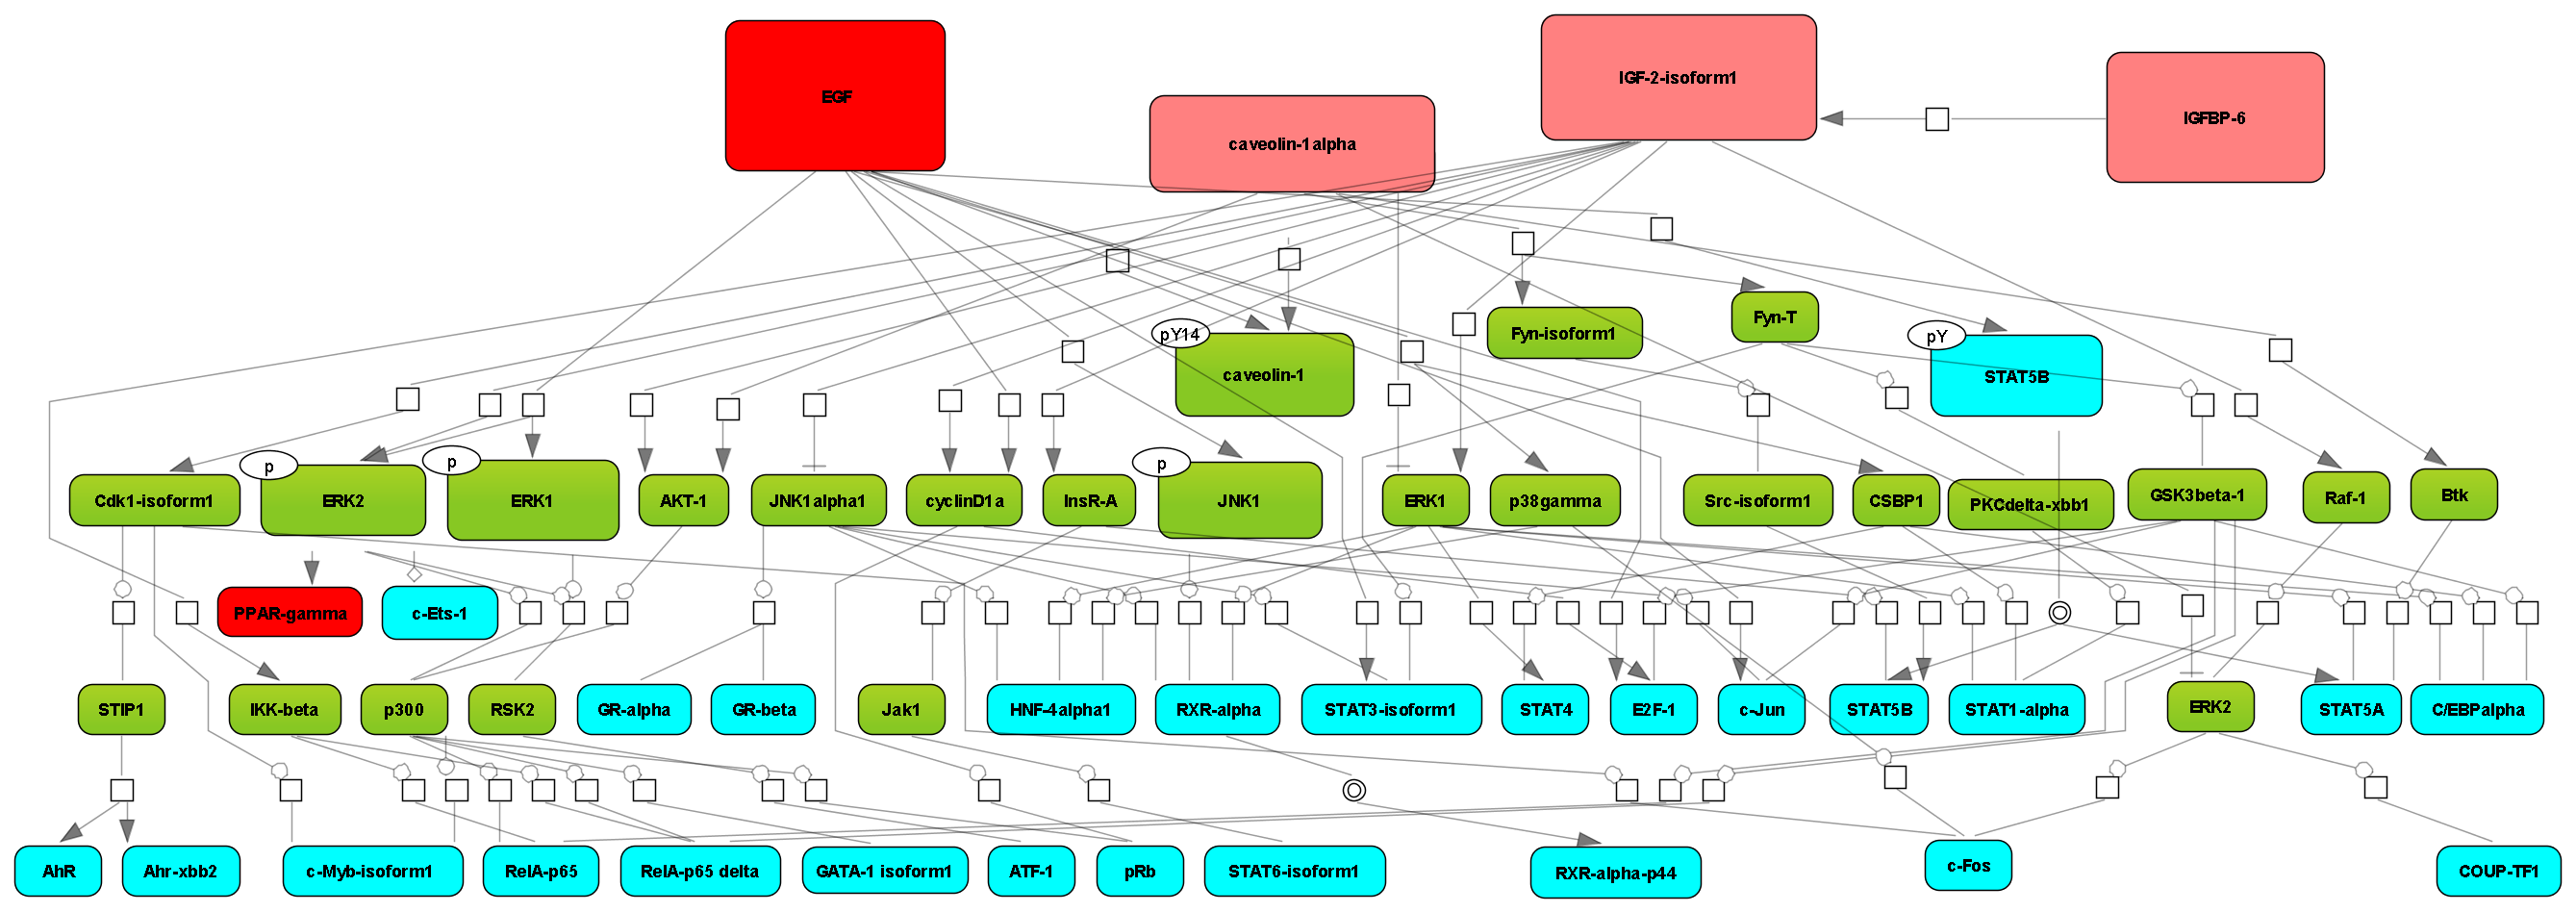 EGF
IGF-2-isoform1
caveolin-1alpha
IGFBP-6
Fyn-isoform1
Fyn-T
pY14
caveolin-1
pY
STAT5B
Cdk1-isoform1
p
ERK2
p
ERK1
AKT-1
JNK1alpha1
cyclinD1a
InsR-A
p
JNK1
ERK1
p38gamma
Src-isoform1
CSBP1
PKCdelta-xbb1
GSK3beta-1
Raf-1
Btk
PPAR-gamma
c-Ets-1
STIP1
IKK-beta
p300
RSK2
GR-alpha
GR-beta
Jak1
HNF-4alpha1
RXR-alpha
STAT3-isoform1
STAT4
E2F-1
c-Jun
STAT5B
STAT1-alpha
ERK2
STAT5A
C/EBPalpha
AhR
Ahr-xbb2
c-Myb-isoform1
RelA-p65
RelA-p65 delta
GATA-1 isoform1
ATF-1
pRb
STAT6-isoform1
RXR-alpha-p44
c-Fos
COUP-TF1